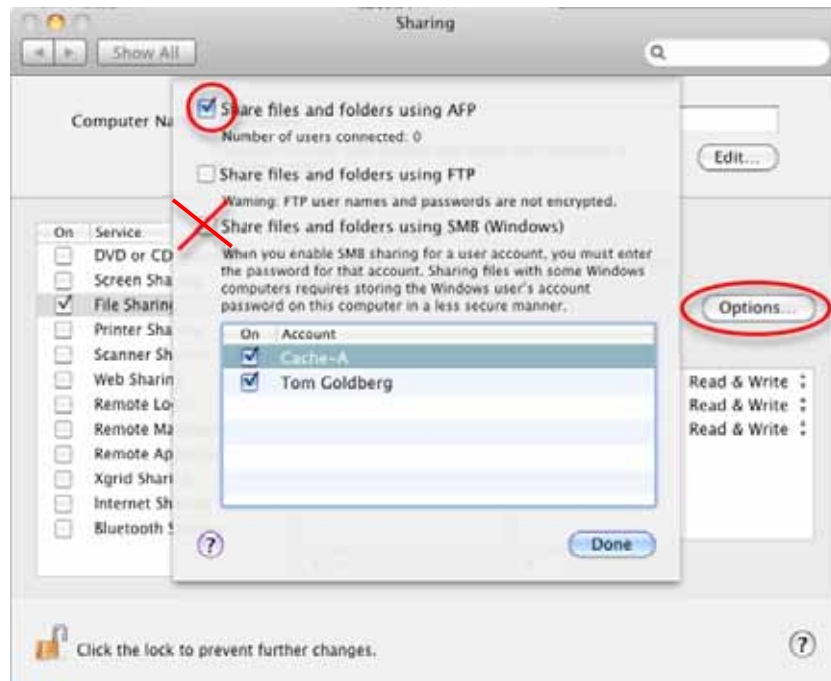 Sharing
Show All
Computer Na
Edit...
Share files and folders using AFP
Number of users connected: 0
Share files and folders using FTP
Warning: FTP user names and passwords are not encrypted.
Share files and folders using SMB (Windows)
When you enable SMB sharing for a user account, you must enter
the password for that account. Sharing files with some Windows
computers requires storing the Windows user's account
password on this computer in a less secure manner.
On Account
Cache-A
Tom Goldberg
? Done
On Service
DVD or CD
Screen Sha
File Sharing
Printer Sha
Scanner Sh
Web Sharin
Remote Lo
Remote Ma
Remote Ap
Xgrid Shari
Internet Sh
Bluetooth S
Options...
Read & Write
Read & Write
Read & Write
Click the lock to prevent further changes.
?